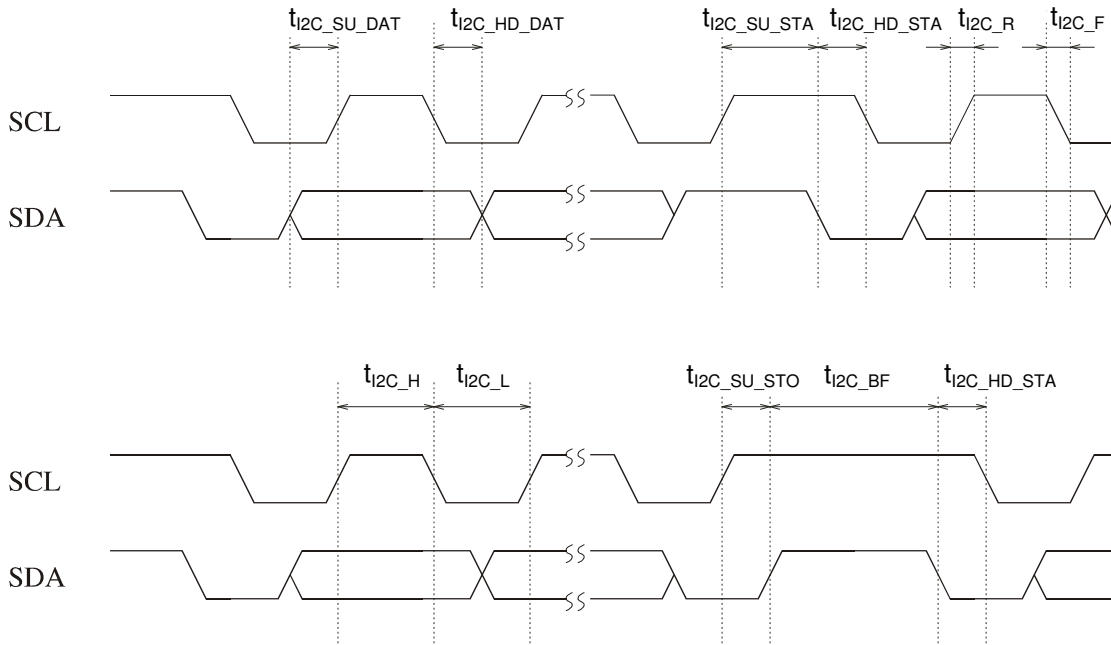 tI2C_SU_DAT tI2C_HD_DAT tI2C_SU_STA tI2C_HD_STA tI2C_R tI2C_F
SCL
SDA
tI2C_H tI2C_L tI2C_SU_STO tI2C_BF tI2C_HD_STA
SCL
SDA